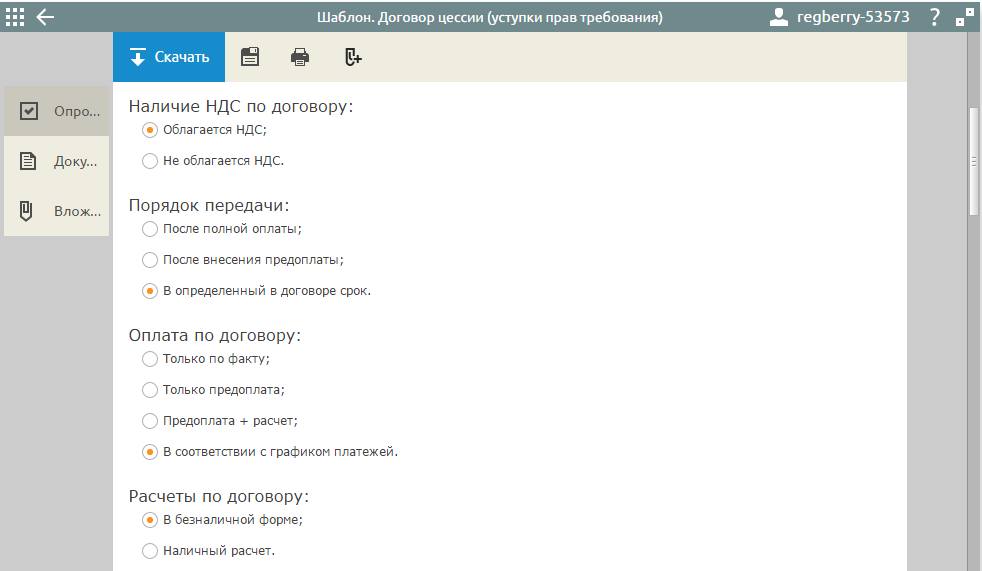 Шаблон. Договор цессии (уступки прав требования)
regberry-53573
?
Скачать
Опро...
Доку...
Влож...
Наличие НДС по договору:
Облагается НДС;
Не облагается НДС.
Порядок передачи:
После полной оплаты;
После внесения предоплаты;
В определенный в договоре срок.
Оплата по договору:
Только по факту;
Только предоплата;
Предоплата + расчет;
В соответствии с графиком платежей.
Расчеты по договору:
В безналичной форме;
Наличный расчет.